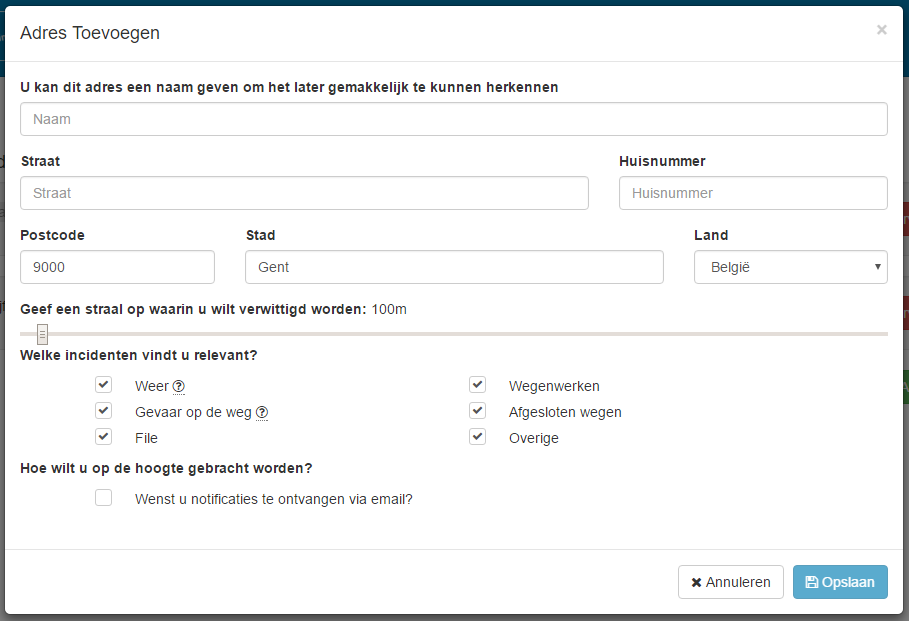 Adres Toevoegen ×
U kan dit adres een naam geven om het later gemakkelijk te kunnen herkennen
Naam
Straat Huisnummer
Straat Huisnummer
Postcode Stad Land
9000 Gent België
Geef een straal op waarin u wilt verwittigd worden: 100m
Welke incidenten vindt u relevant?
Weer ? Wegenwerken
Gevaar op de weg ? Afgesloten wegen
File Overige
Hoe wilt u op de hoogte gebracht worden?
Wenst u notificaties te ontvangen via email?
Annuleren Opslaan